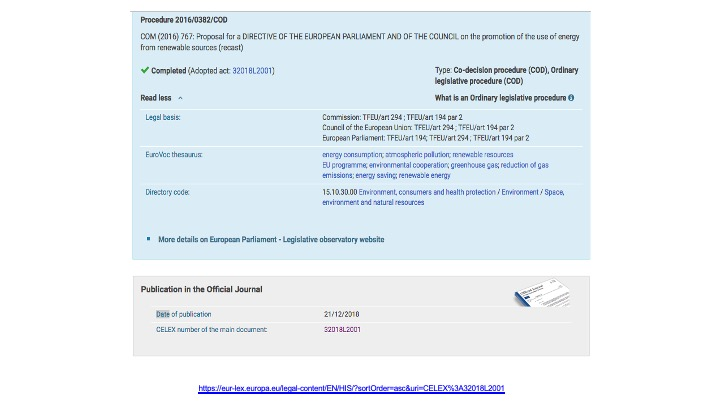 Procedure 2016/0382/COD
COM (2016) 767: Proposal for a DIRECTIVE OF THE EUROPEAN PARLIAMENT AND OF THE COUNCIL on the promotion of the use of energy
from renewable sources (recast)
Completed (Adopted act: 32018L2001)
Type: Co-decision procedure (COD), Ordinary
legislative procedure (COD)
Read less
What is an Ordinary legislative procedure
Legal basis:
Commission: TFEU/art 294 ; TFEU/art 194 par 2
Council of the European Union: TFEU/art 294 ; TFEU/art 194 par 2
European Parliament: TFEU/art 194; TFEU/art 294 ; TFEU/art 194 par 2
EuroVoc thesaurus:
energy consumption; atmospheric pollution; renewable resources
EU programme; environmental cooperation; greenhouse gas; reduction of gas
emissions; energy saving; renewable energy
Directory code:
15.10.30.00 Environment, consumers and health protection / Environment / Space,
environment and natural resources
More details on European Parliament - Legislative observatory website
Publication in the Official Journal
Date of publication
21/12/2018
CELEX number of the main document:
32018L2001
https://eur-lex.europa.eu/legal-content/EN/HIS/?sortOrder=asc&uri=CELEX%3A32018L2001